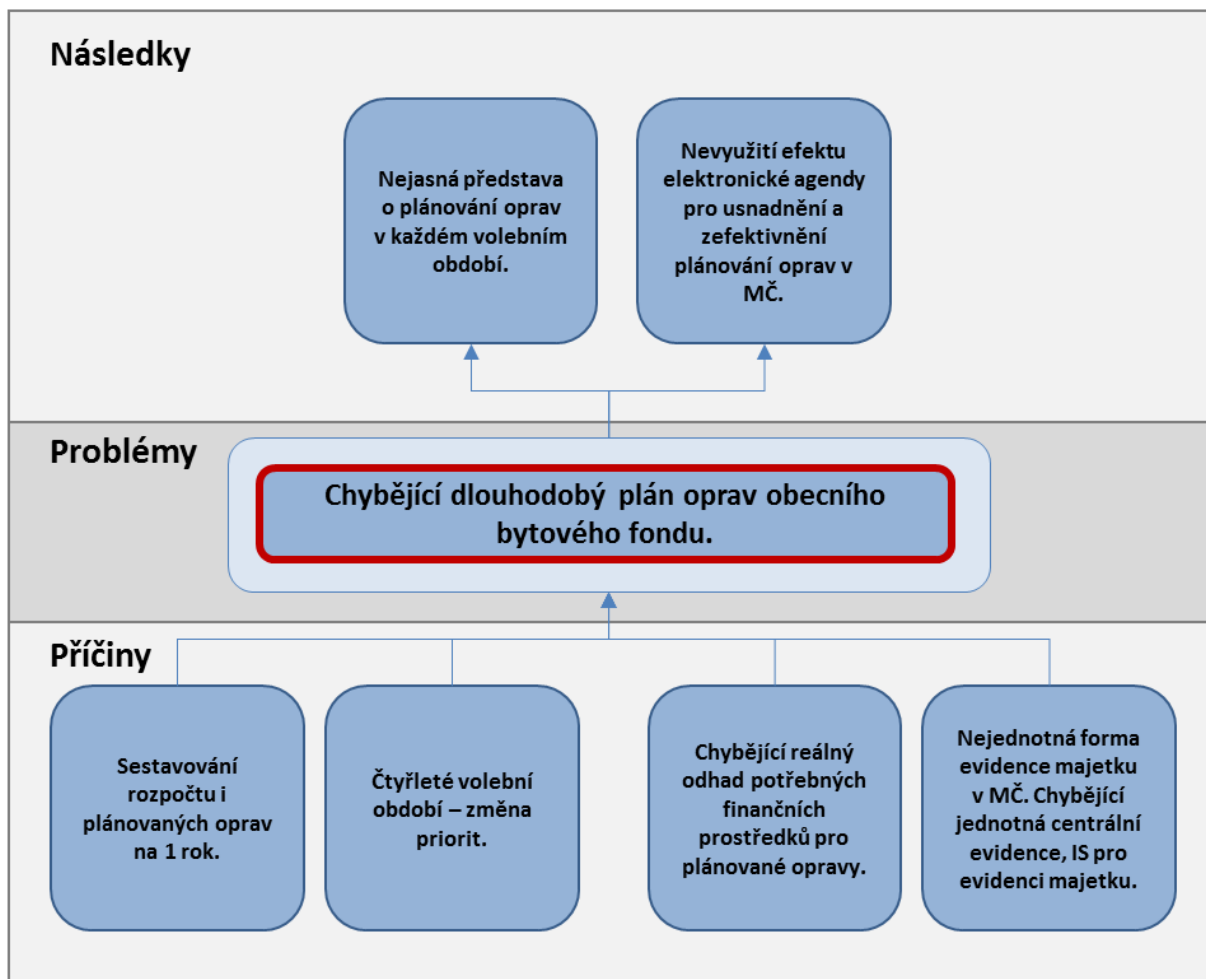 Následky
Nejasná představa
o plánování oprav
v každém volebním
období.
Nevyužití efektu
elektronické agendy
pro usnadnění a
zefektivnění
plánování oprav v
MČ.
Problémy
Chybějící dlouhodobý plán oprav obecního
bytového fondu.
Příčiny
Sestavování
rozpočtu i
plánovaných oprav
na 1 rok.
Čtyřleté volební
období – změna
priorit.
Chybějící reálný
odhad potřebných
finančních
prostředků pro
plánované opravy.
Nejednotná forma
evidence majetku
v MČ. Chybějící
jednotná centrální
evidence, IS pro
evidenci majetku.